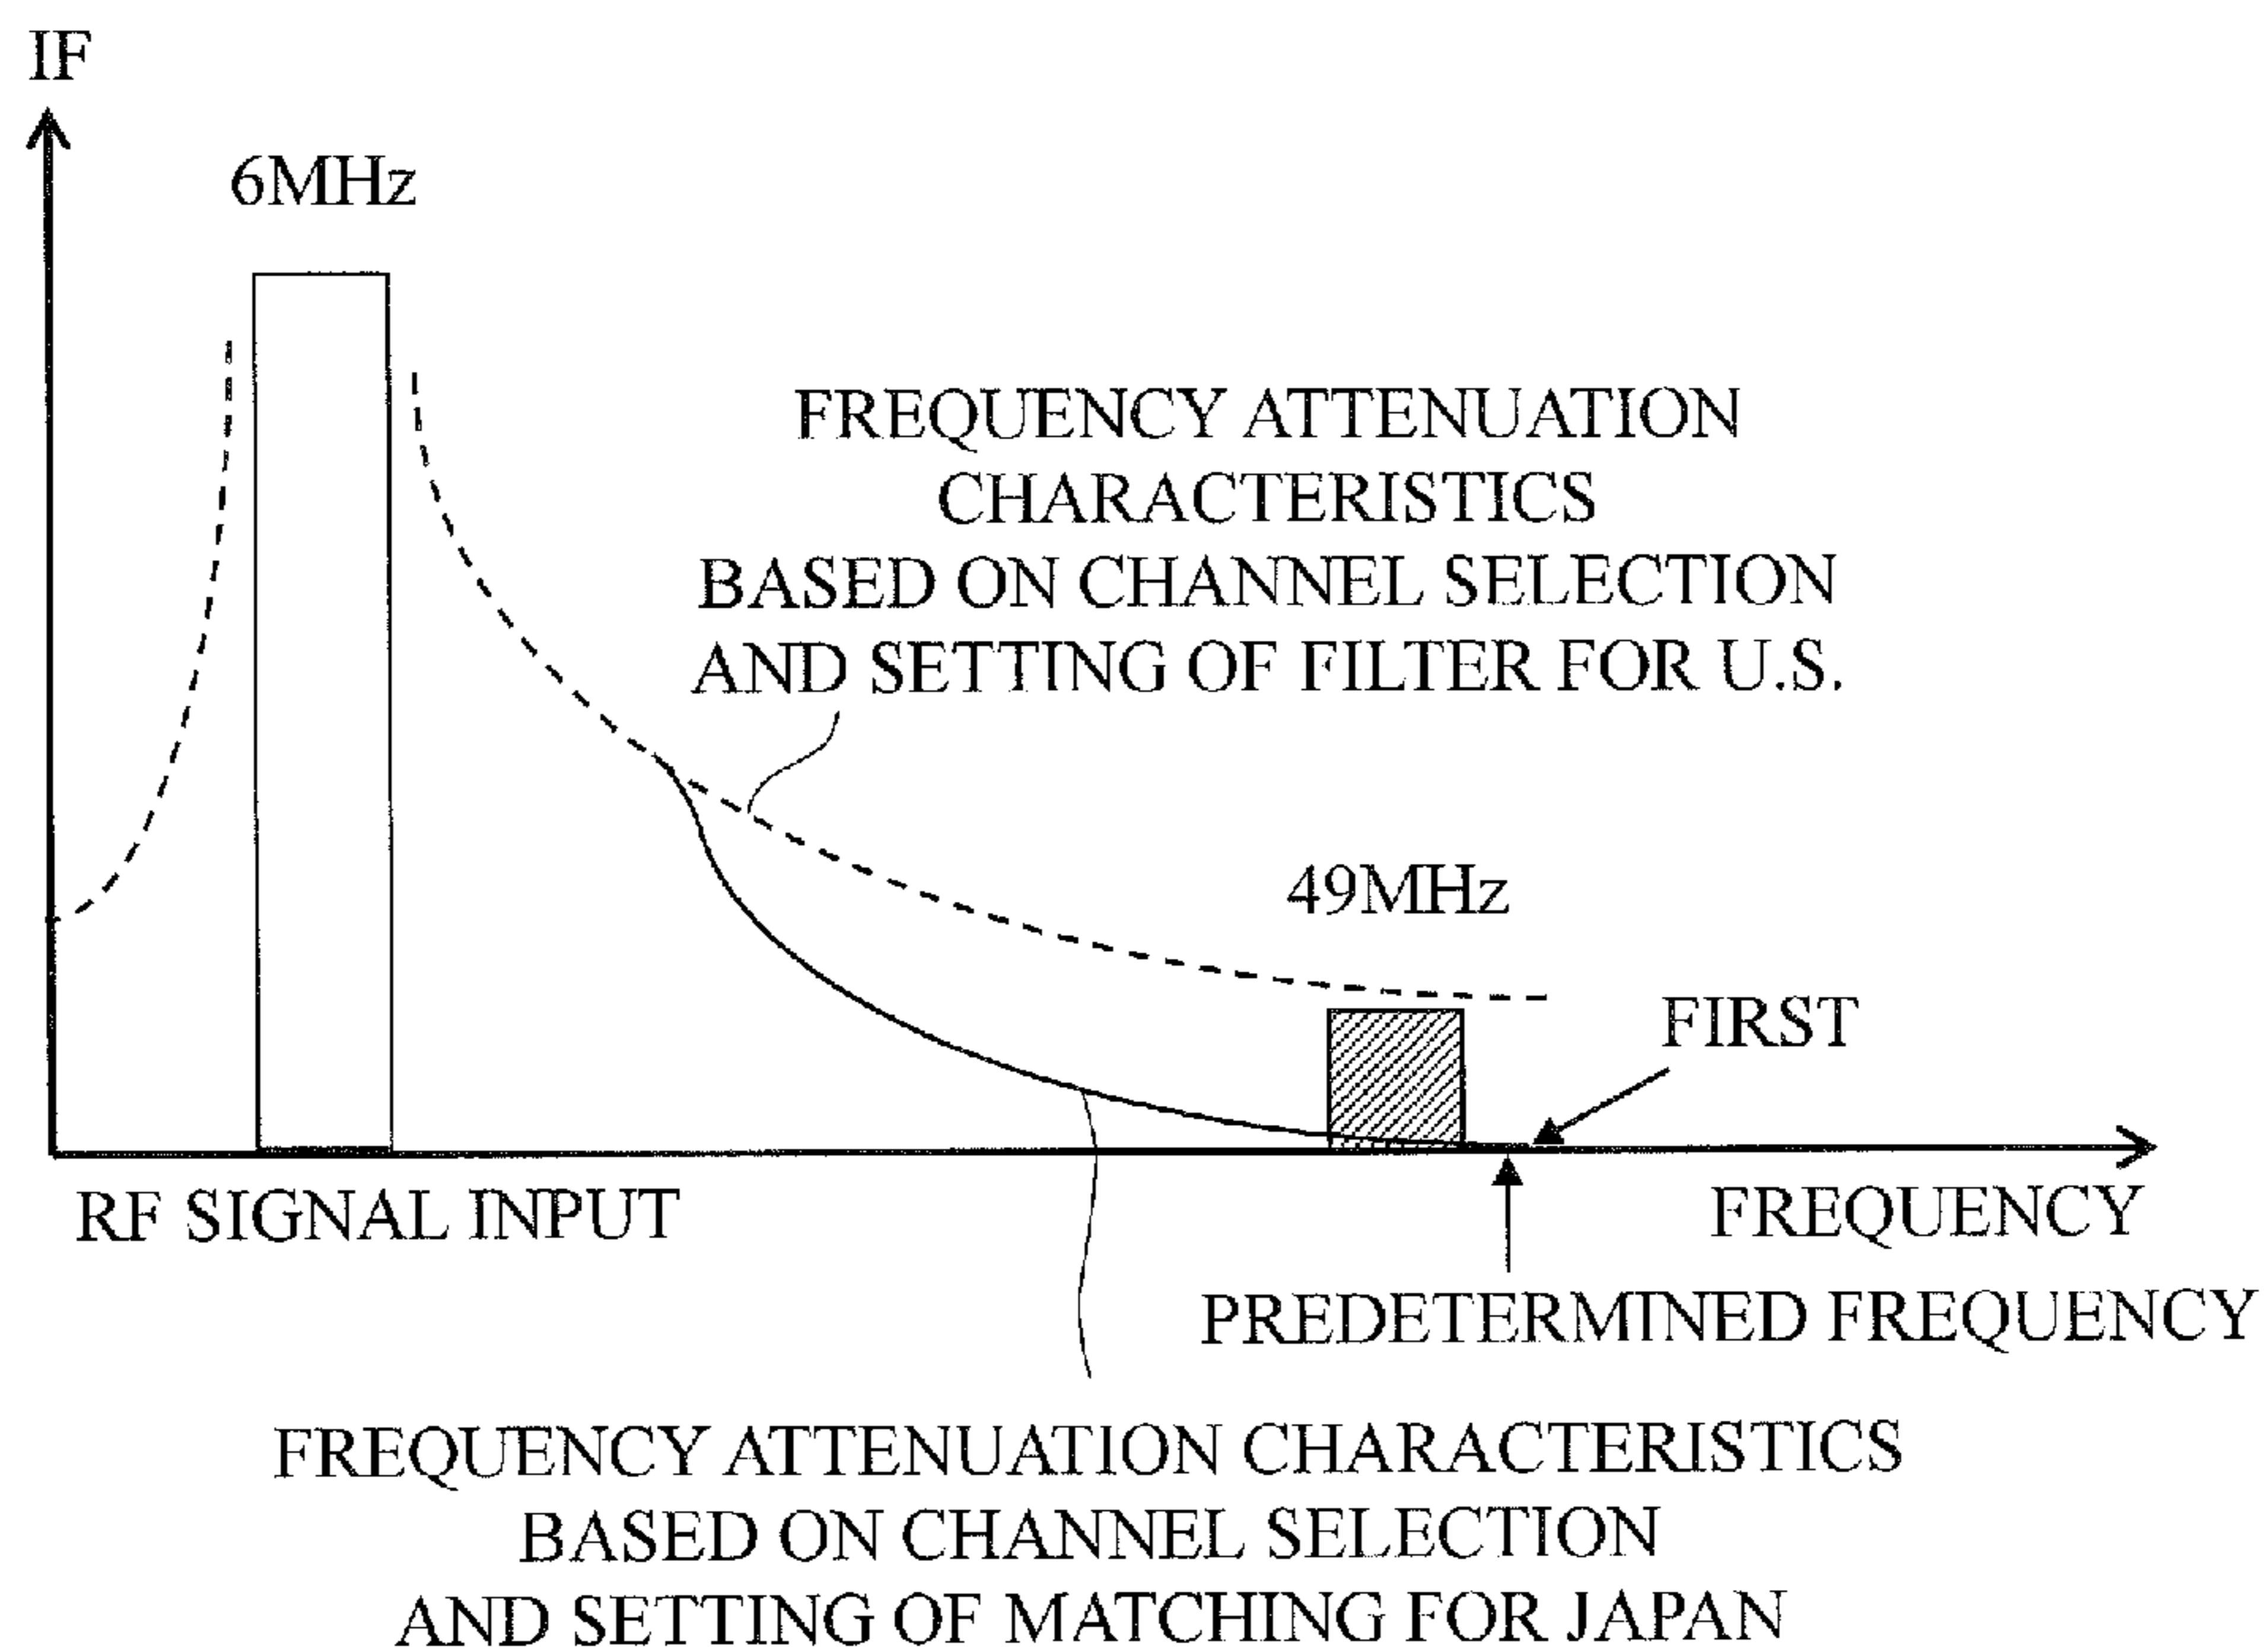 IF
6MHz
FREQUENCY ATTENUATION
CHARACTERISTICS
BASED ON CHANNEL SELECTION
AND SETTING OF FILTER FOR U.S.
49MHz
FIRST
RF SIGNAL INPUT
FREQUENCY
PREDETERMINED FREQUENCY
FREQUENCY ATTENUATION CHARACTERISTICS
BASED ON CHANNEL SELECTION
AND SETTING OF MATCHING FOR JAPAN